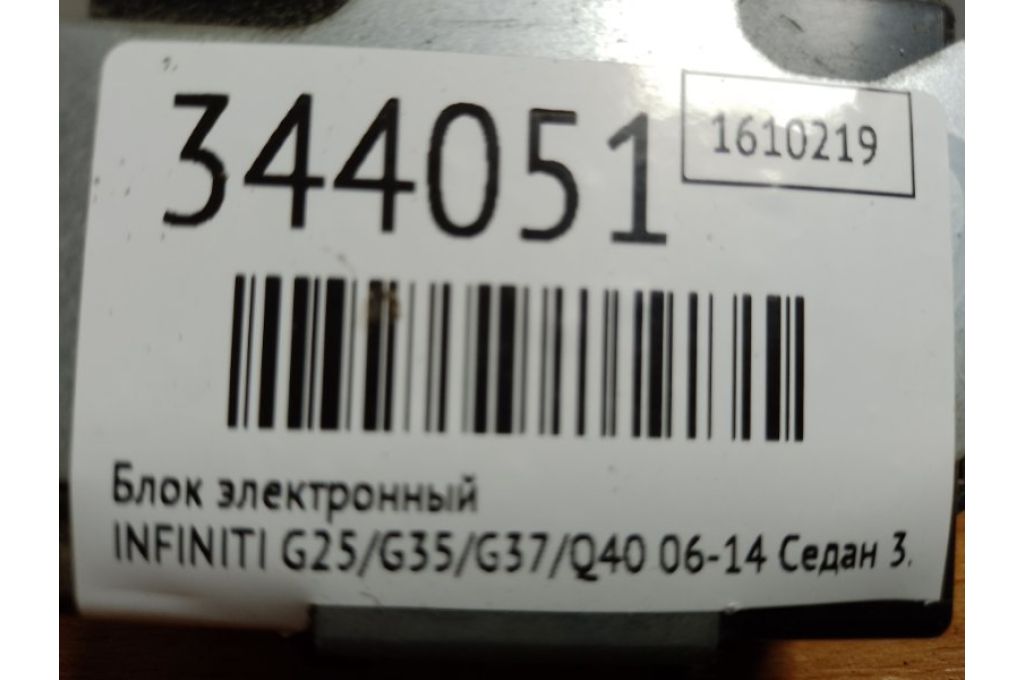 344051
1610219
Блок электронный
INFINITI G25/G35/G37/Q40 06-14 Седан 3.